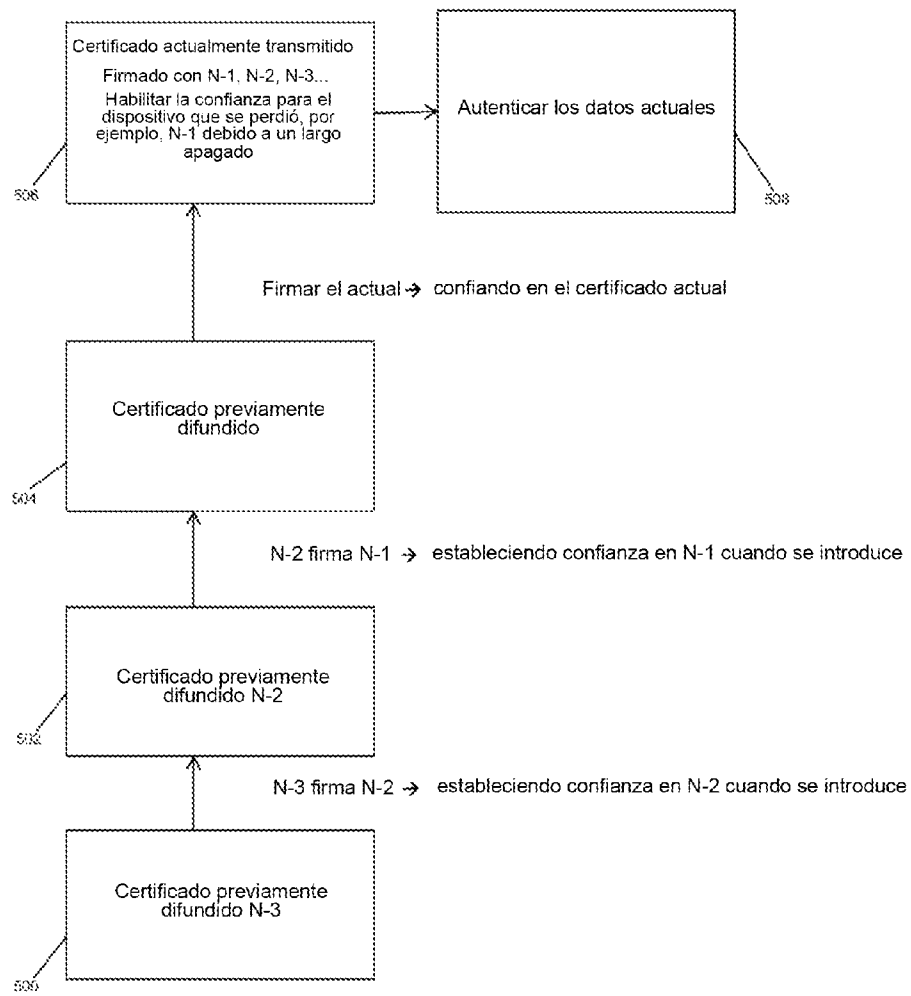 Certificado actualmente transmitido
Firmado con N-1, N-2, N-3...
Habilitar la confianza para el
dispositivo que se perdió, por
ejemplo, N-1 debido a un largo
apagado
506
Autenticar los datos actuales
508
Firmar el actual → confiando en el certificado actual
Certificado previamente
difundido
504
N-2 firma N-1 → estableciendo confianza en N-1 cuando se introduce
Certificado previamente
difundido N-2
502
N-3 firma N-2 → estableciendo confianza en N-2 cuando se introduce
Certificado previamente
difundido N-3
500